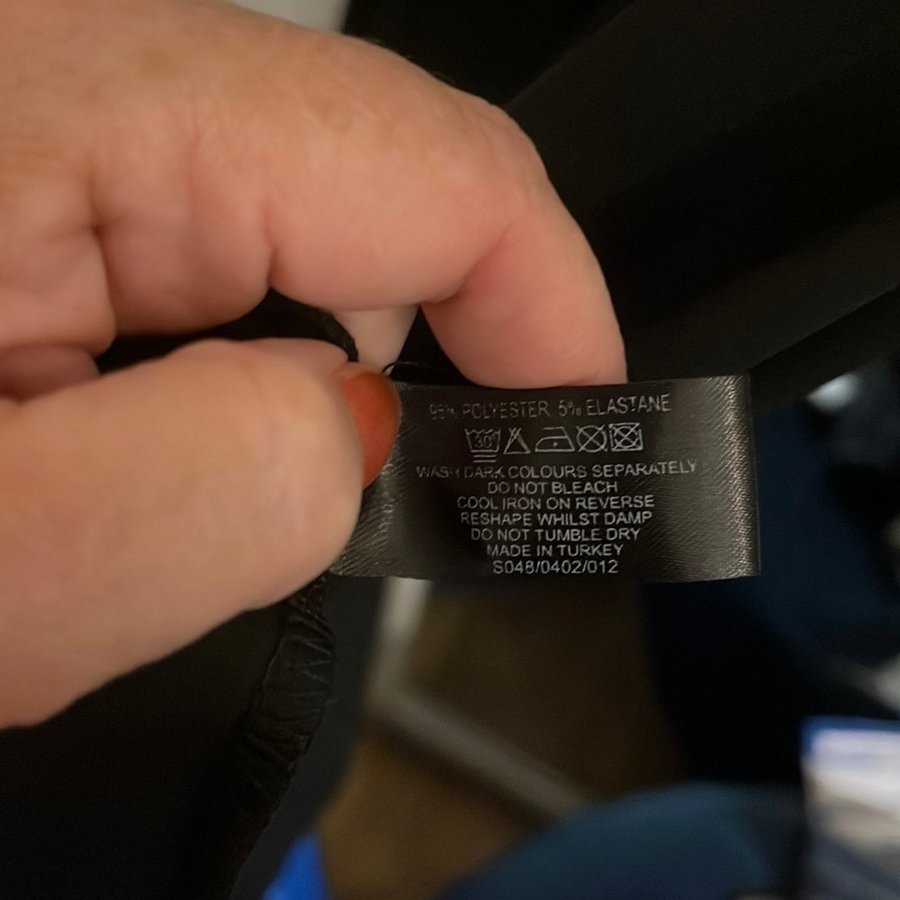 95% POLYESTER 5% ELASTANE
30°
WASH DARK COLOURS SEPARATELY
DO NOT BLEACH
COOL IRON ON REVERSE
RESHAPE WHILST DAMP
DO NOT TUMBLE DRY
MADE IN TURKEY
S048/0402/012